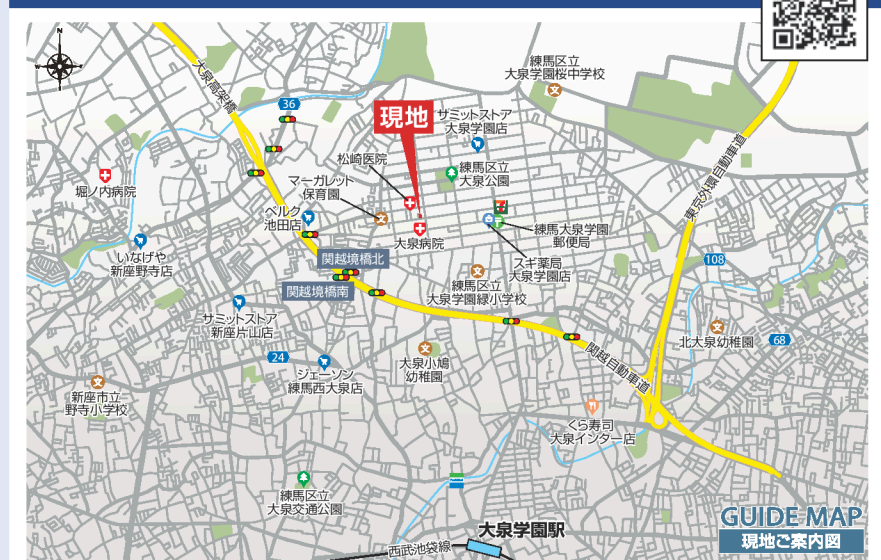 N
大泉高架橋
36
現地
サミットストア
大泉学園店
練馬区立
大泉学園桜中学校
松崎医院
練馬区立
大泉公園
堀ノ内病院
マーガレット
保育園
東京外環自動車道
ベルク
池田店
大泉病院
練馬大泉学園
郵便局
いなげや
新座野寺店
関越境橋北
スギ薬局
大泉学園店
108
関越境橋南
練馬区立
大泉学園緑小学校
サミットストア
新座片山店
北大泉幼稚園
68
24
ジェーソン
練馬西大泉店
大泉小鳩
幼稚園
関越自動車道
新座市立
野寺小学校
くら寿司
大泉インター店
練馬区立
大泉交通公園
大泉学園駅
西武池袋線
GUIDE MAP
現地ご案内図